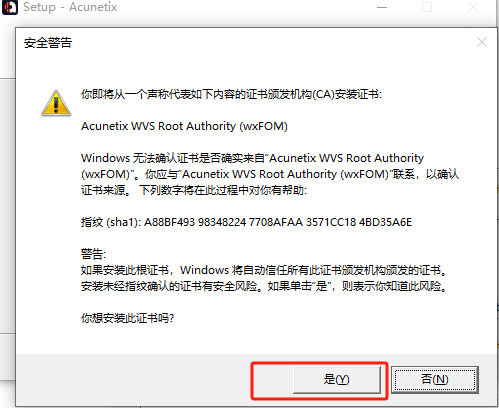 Setup - Acunetix
安全警告
你即将从一个声称代表如下内容的证书颁发机构(CA)安装证书:
Acunetix WVS Root Authority (wxFOM)
Windows 无法确认证书是否确实来自“Acunetix WVS Root Authority
(wxFOM)”。你应与“Acunetix WVS Root Authority (wxFOM)”联系，以确认
证书来源。 下列数字将在此过程中对你有帮助:
指纹 (sha1): A88BF493 98348224 7708AFAA 3571CC18 4BD35A6E
警告:
如果安装此根证书，Windows 将自动信任所有此证书颁发机构颁发的证书。
安装未经指纹确认的证书有安全风险。如果单击“是”，则表示你知道此风险。
你想安装此证书吗?
是(Y)
否(N)